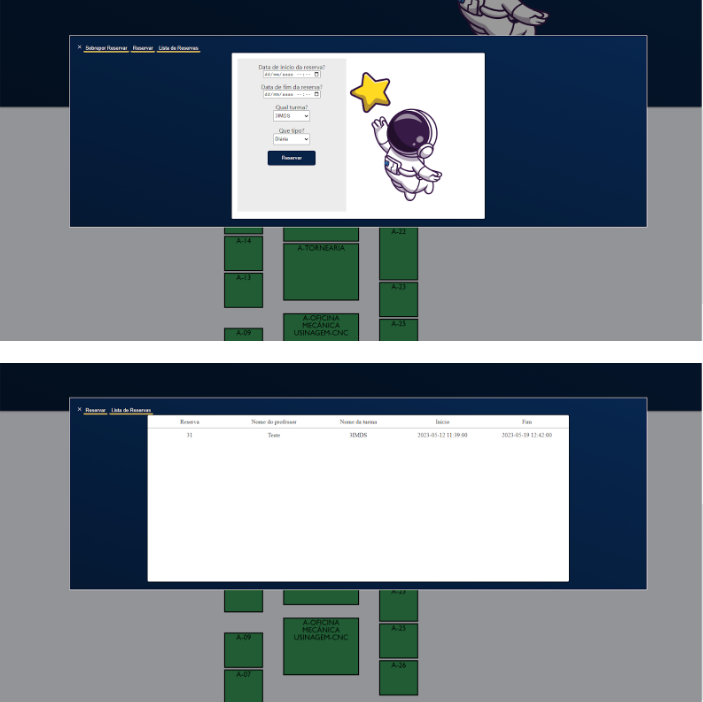 × Sobrepor Reservar Reservar Lista de Reservas
Data de início da reserva?
dd/mm/aaaa --:--
Data de fim da reserva?
dd/mm/aaaa --:--
Qual turma?
3IMDS
Que tipo?
Diária
Reservar
A-22
A-14
A-TORNEARIA
A-13
A-23
A-OFICINA
MECÂNICA
USINAGEM-CNC
A-25
A-09
× Reservar Lista de Reservas
Reserva Nome do professor Nome da turma Início Fim
31 Teste 3IMDS 2023-05-12 11:39:00 2023-05-19 12:42:00
A-23
A-OFICINA
MECÂNICA
USINAGEM-CNC
A-25
A-09
A-26
A-07